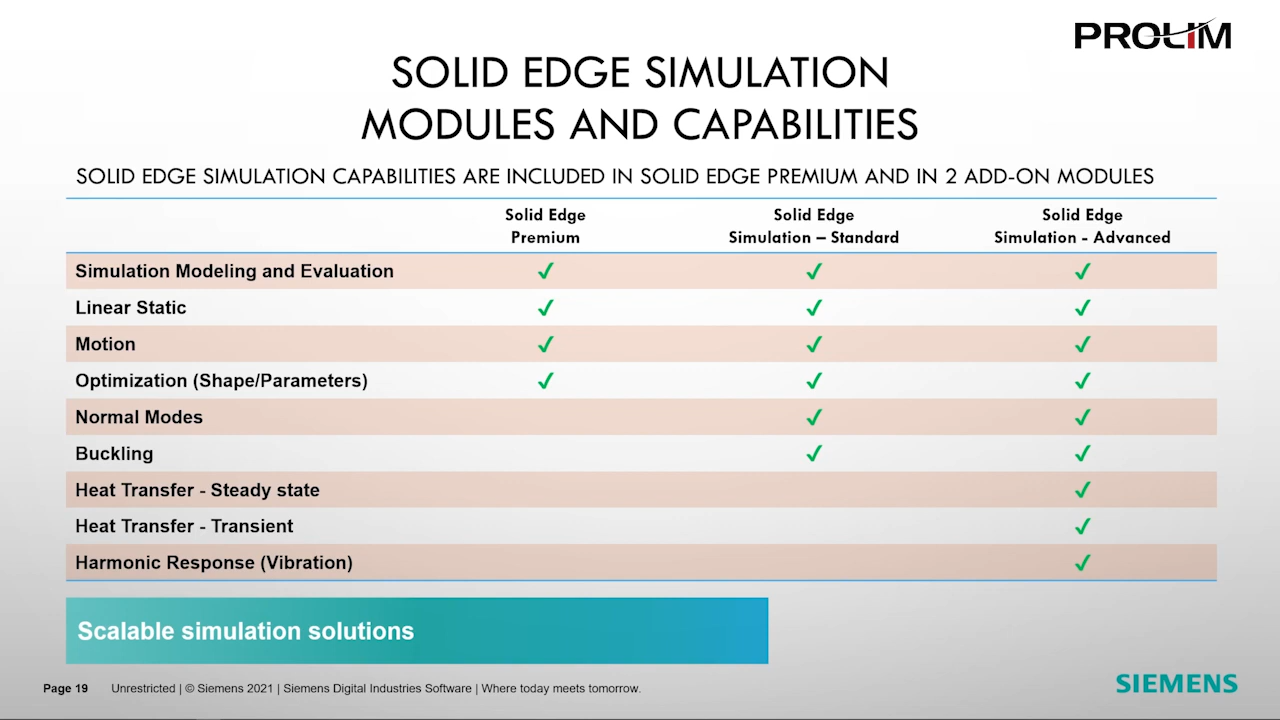 PROLIM
SOLID EDGE SIMULATION
MODULES AND CAPABILITIES
SOLID EDGE SIMULATION CAPABILITIES ARE INCLUDED IN SOLID EDGE PREMIUM AND IN 2 ADD-ON MODULES
Solid Edge Premium
Solid Edge Simulation – Standard
Solid Edge Simulation - Advanced
Simulation Modeling and Evaluation ✓ ✓ ✓
Linear Static ✓ ✓ ✓
Motion ✓ ✓ ✓
Optimization (Shape/Parameters) ✓ ✓ ✓
Normal Modes ✓ ✓
Buckling ✓ ✓
Heat Transfer - Steady state ✓
Heat Transfer - Transient ✓
Harmonic Response (Vibration) ✓
Scalable simulation solutions
Page 19 Unrestricted | © Siemens 2021 | Siemens Digital Industries Software | Where today meets tomorrow.
SIEMENS